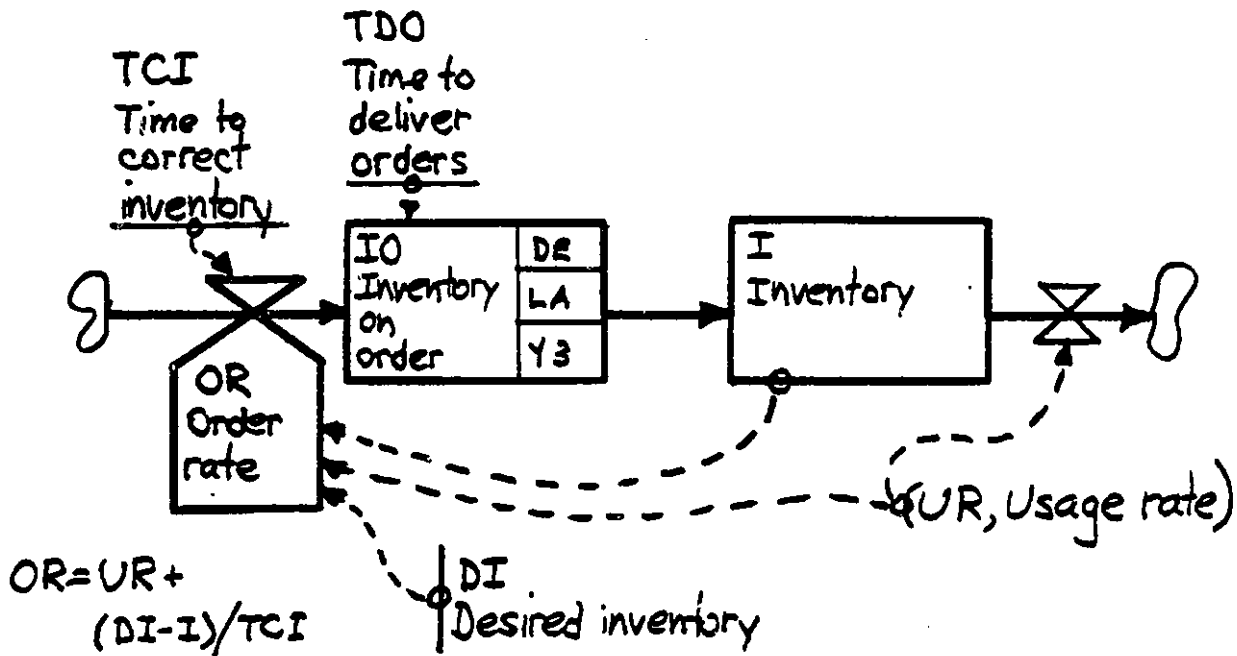 TCI
Time to
correct
inventory
TDO
Time to
deliver
orders
IO
Inventory
on
order
DE
LA
Y3
I
Inventory
OR
Order
rate
(UR, Usage rate)
OR=UR+
(DI-I)/TCI
DI
Desired inventory